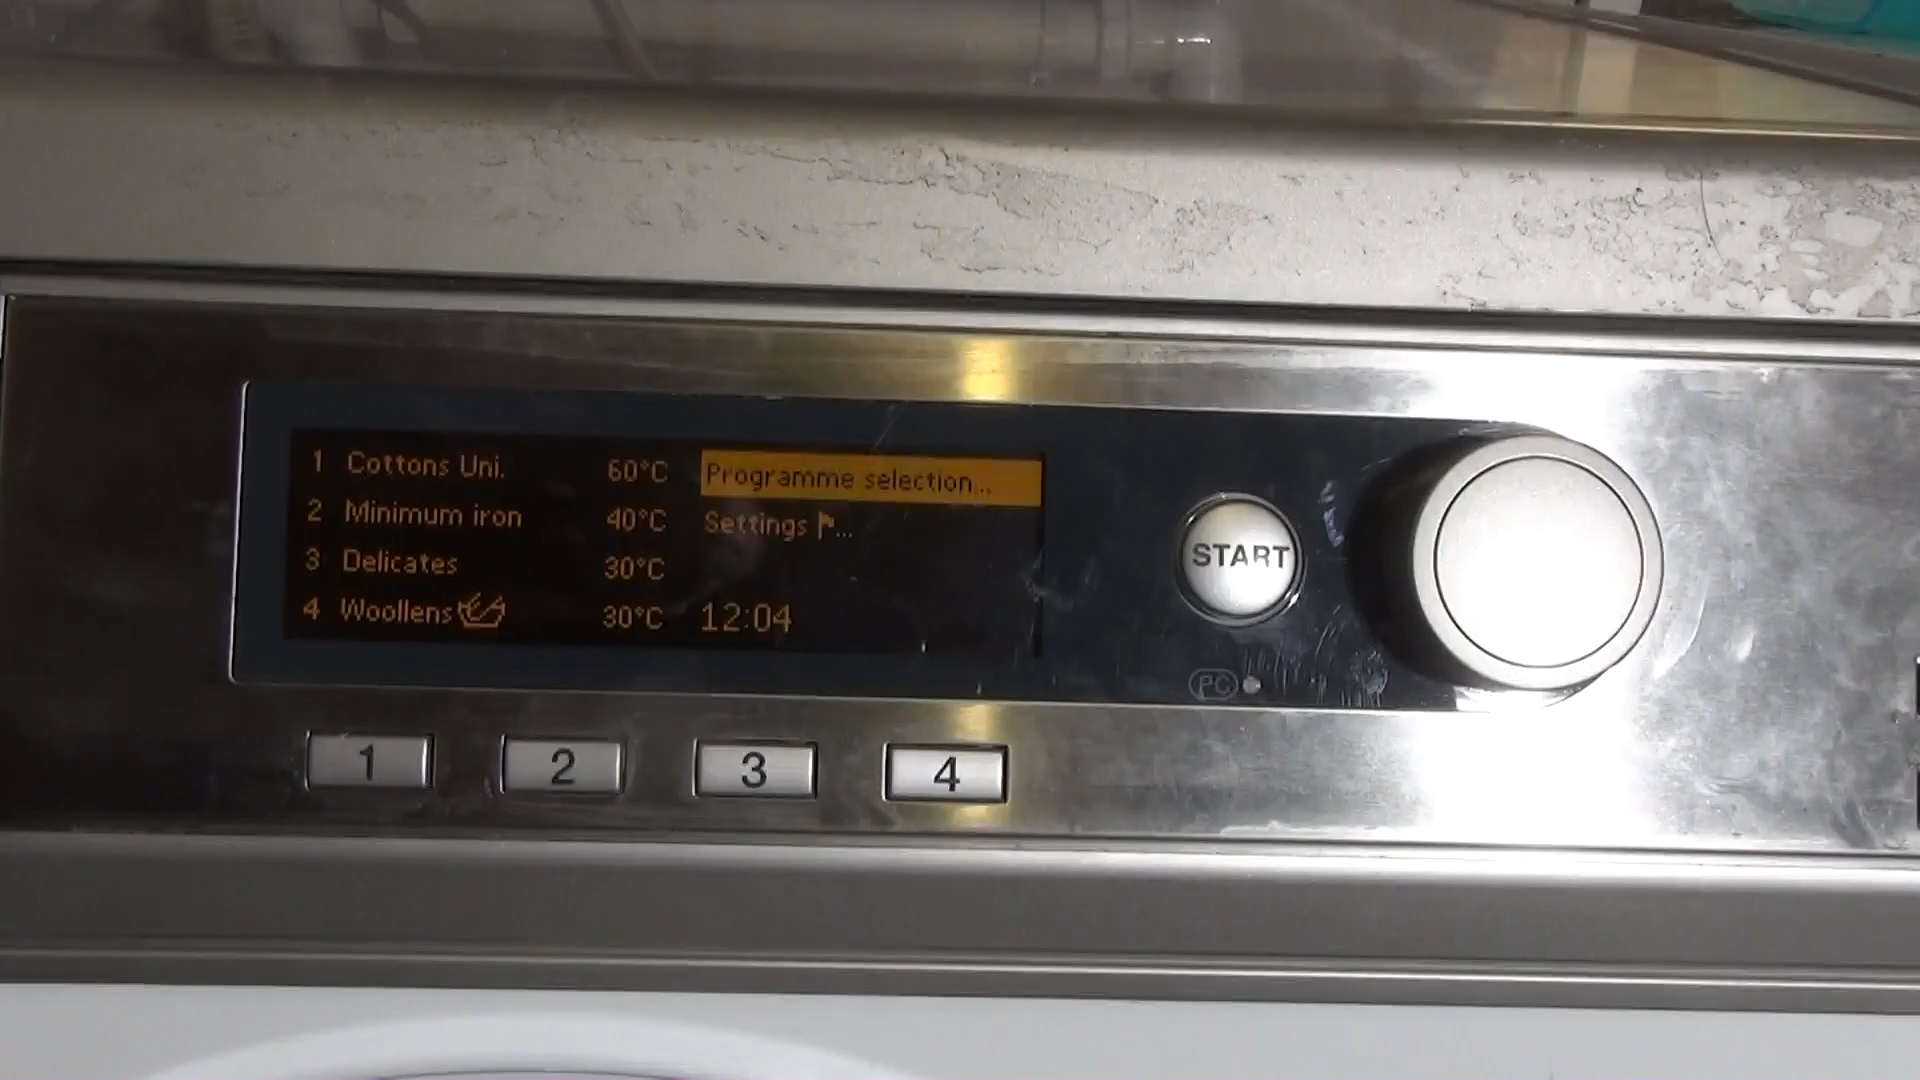 1 Cottons Uni. 60°C Programme selection...
2 Minimum iron 40°C Settings ...
3 Delicates 30°C
4 Woollens 30°C 12:04
START
PC
1 2 3 4